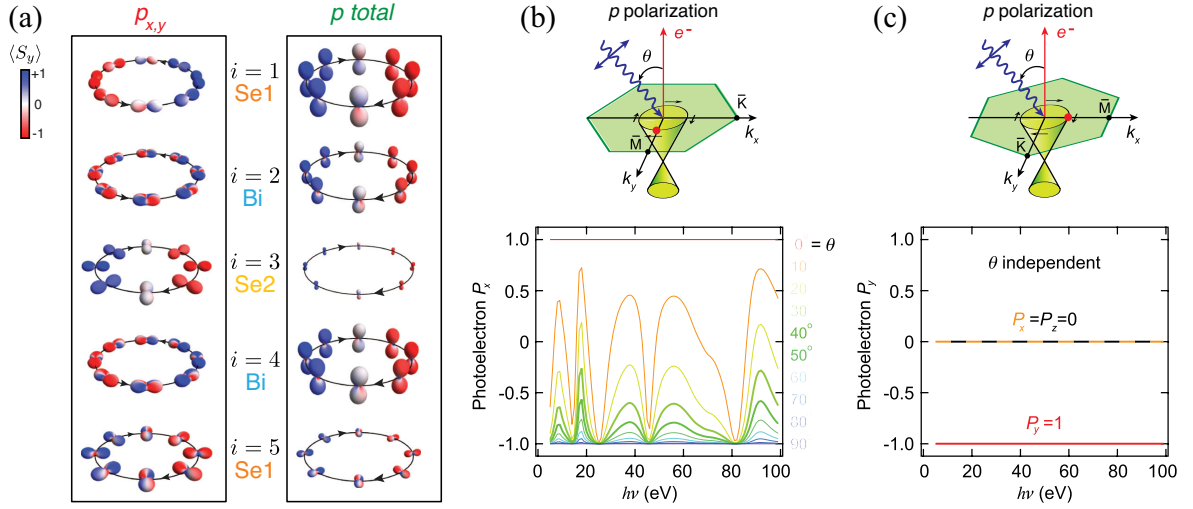 (a)
p_{x,y}
p total
⟨S_y⟩
+1
0
-1
i = 1
Se1
i = 2
Bi
i = 3
Se2
i = 4
Bi
i = 5
Se1
(b)
p polarization
e-
θ
K̄
M̄
k_x
k_y
Photoelectron P_x
1.0
0.5
0
-0.5
-1.0
0 20 40 60 80 100
hν (eV)
0° = θ
10
20
30
40°
50°
60
70
80
90
(c)
p polarization
e-
θ
M̄
K̄
k_x
k_y
Photoelectron P_y
1.0
0.5
0
-0.5
-1.0
θ independent
P_x=P_z=0
P_y=1
0 20 40 60 80 100
hν (eV)